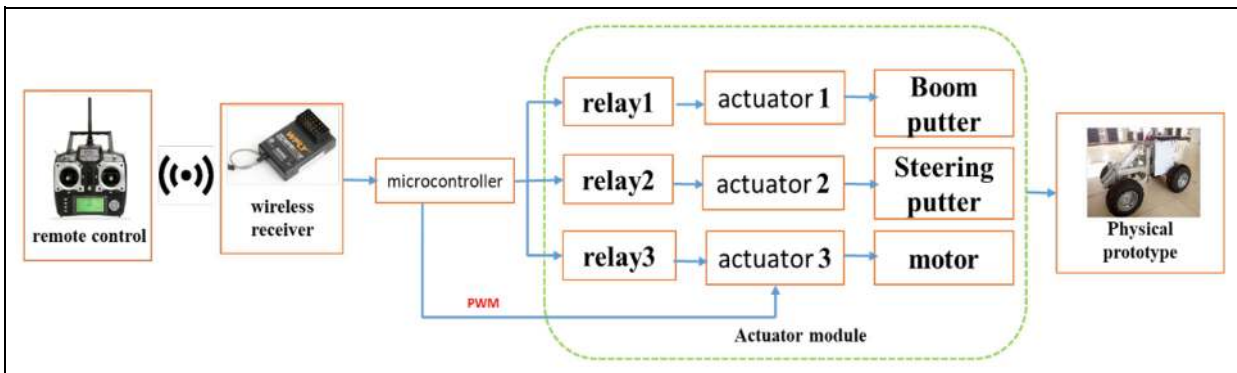 remote control
wireless
receiver
microcontroller
PWM
relay1
actuator 1
Boom
putter
relay2
actuator 2
Steering
putter
relay3
actuator 3
motor
Actuator module
Physical
prototype